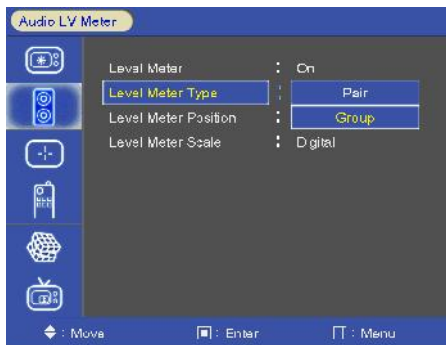 Audio LV Meter
Level Meter : On
Level Meter Type : Pair
Level Meter Position : Group
Level Meter Scale : Digital
: Move : Enter : Menu